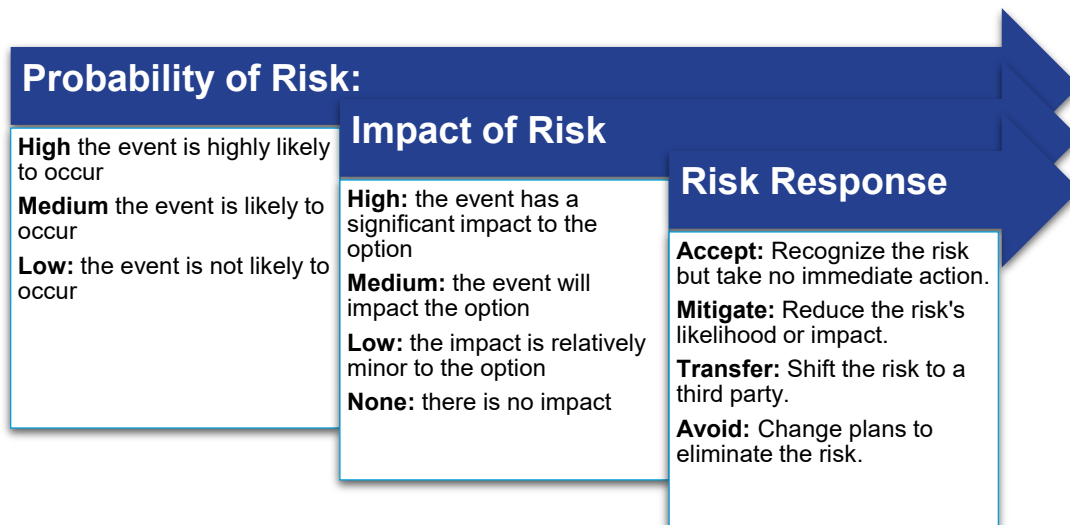 Probability of Risk:
High the event is highly likely
to occur
Medium the event is likely to
occur
Low: the event is not likely to
occur
Impact of Risk
High: the event has a
significant impact to the
option
Medium: the event will
impact the option
Low: the impact is relatively
minor to the option
None: there is no impact
Risk Response
Accept: Recognize the risk
but take no immediate action.
Mitigate: Reduce the risk's
likelihood or impact.
Transfer: Shift the risk to a
third party.
Avoid: Change plans to
eliminate the risk.